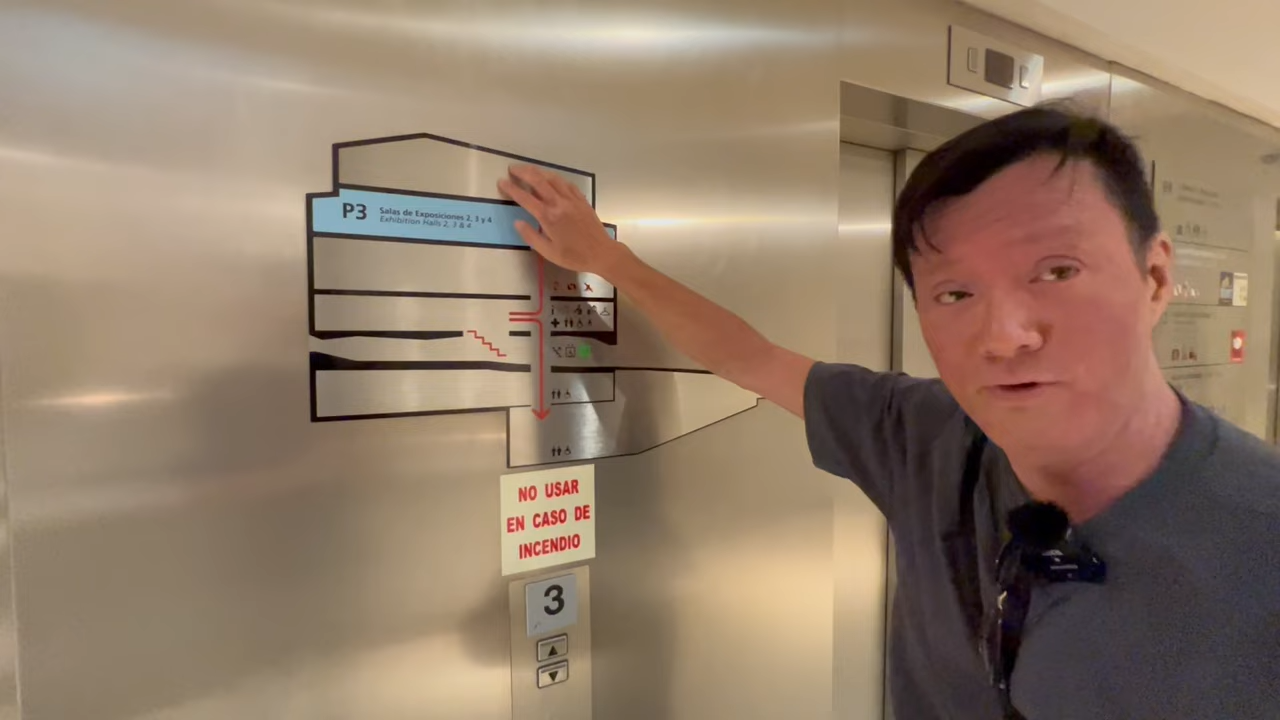 P3
Salas de Exposiciones 2, 3 y 4
Exhibition Halls 2, 3 & 4
NO USAR
EN CASO DE
INCENDIO
3